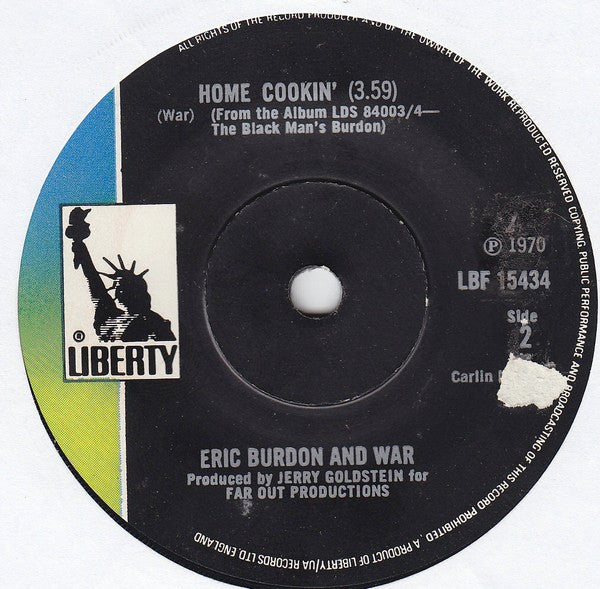 ALL RIGHTS OF THE RECORD PRODUCER AND OF THE OWNER OF THE WORK REPRODUCED RESERVED COPYING PUBLIC PERFORMANCE AND BROADCASTING OF THIS RECORD PROHIBITED. A PRODUCT OF LIBERTY/UA RECORDS LTD, ENGLAND
HOME COOKIN' (3.59)
(War) (From the Album LDS 84003/4—
The Black Man's Burdon)
℗ 1970
LBF 15434
Side
2
Carlin
® LIBERTY
ERIC BURDON AND WAR
Produced by JERRY GOLDSTEIN for
FAR OUT PRODUCTIONS